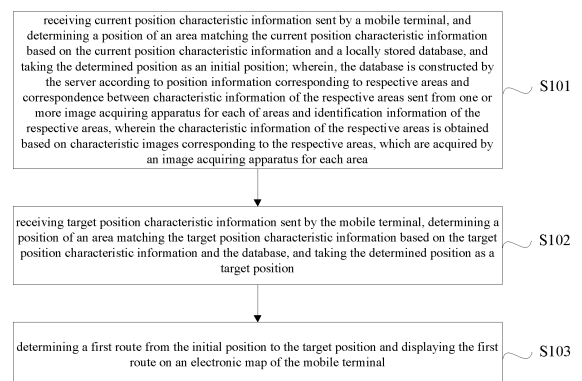 receiving current position characteristic information sent by a mobile terminal, and
determining a position of an area matching the current position characteristic information
based on the current position characteristic information and a locally stored database, and
taking the determined position as an initial position; wherein, the database is constructed by
the server according to position information corresponding to respective areas and
correspondence between characteristic information of the respective areas sent from one or
more image acquiring apparatus for each of areas and identification information of the
respective areas, wherein the characteristic information of the respective areas is obtained
based on characteristic images corresponding to the respective areas, which are acquired by
an image acquiring apparatus for each area
S101
receiving target position characteristic information sent by the mobile terminal, determining a
position of an area matching the target position characteristic information based on the target
position characteristic information and the database, and taking the determined position as a
target position
S102
determining a first route from the initial position to the target position and displaying the first
route on an electronic map of the mobile terminal
S103